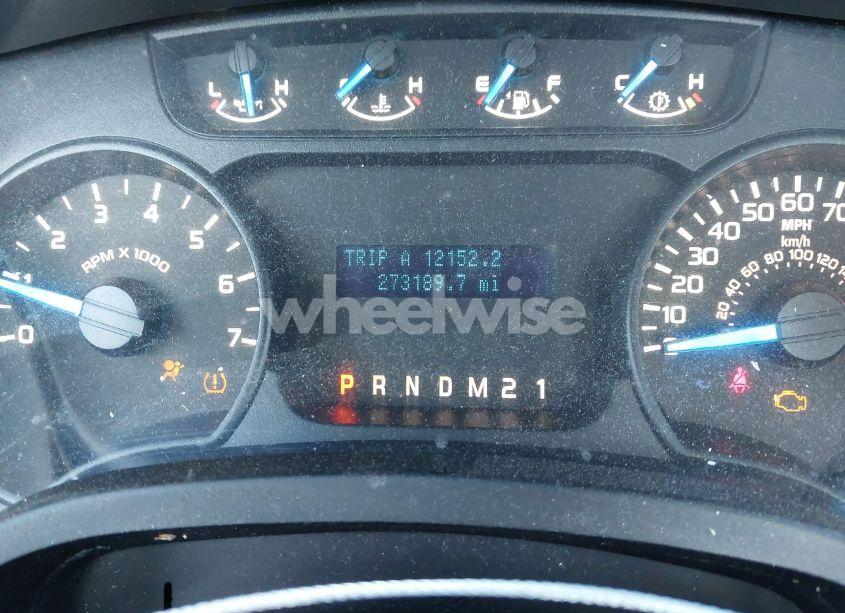 L H
C H
E F
C H
1 2 3 4 5 6 7 0
RPM X 1000
TRIP A 12152.2
273189.7 mi
wheelwise
P R N D M 2 1
0 10 20 30 40 50 60 70
MPH
km/h
20 40 60 80 100 120